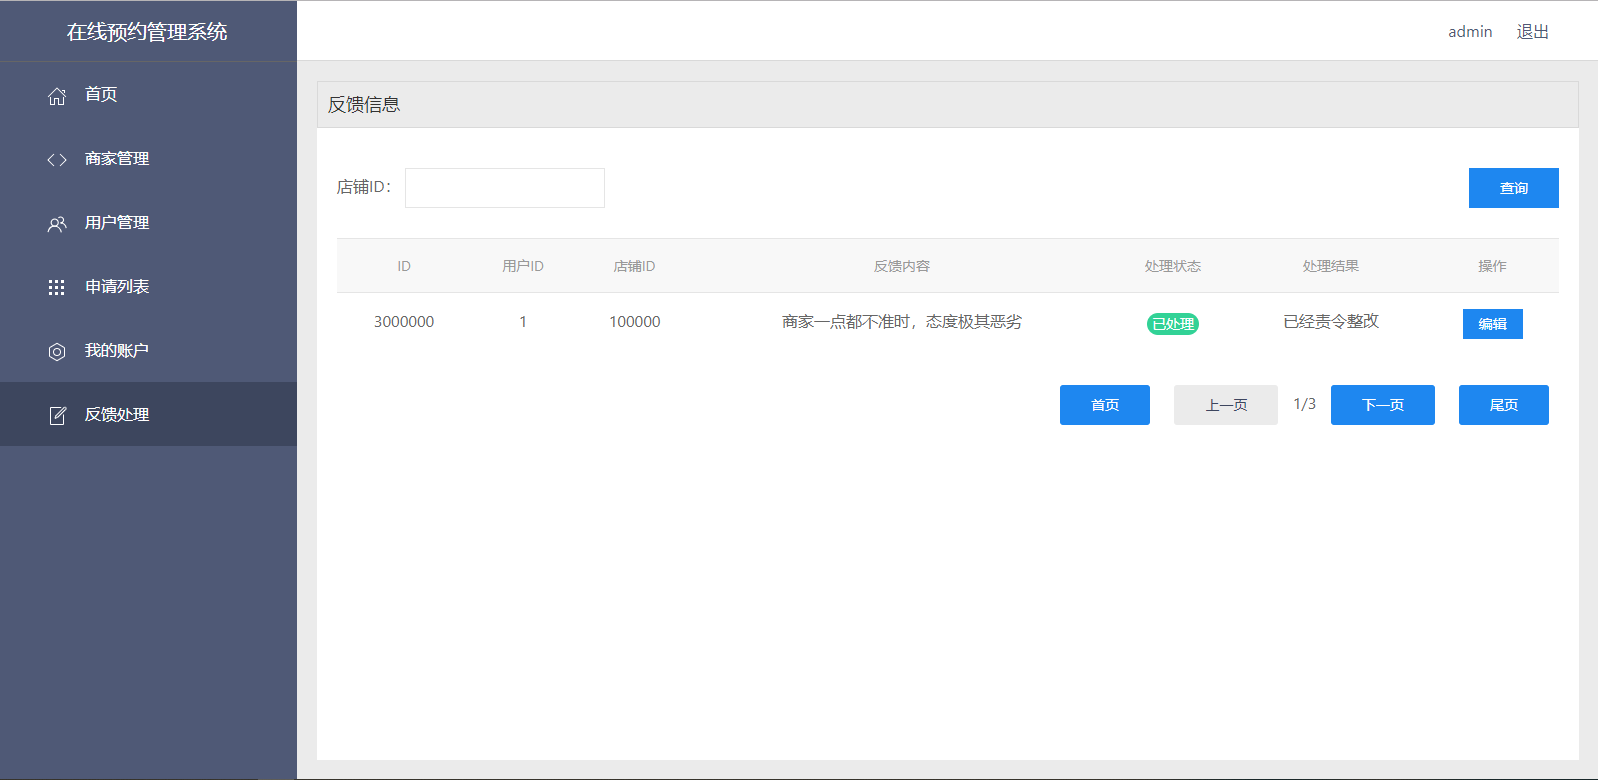 在线预约管理系统
admin 退出
首页
商家管理
用户管理
申请列表
我的账户
反馈处理
反馈信息
店铺ID：
查询
ID 用户ID 店铺ID 反馈内容 处理状态 处理结果 操作
3000000 1 100000 商家一点都不准时，态度极其恶劣 已处理 已经责令整改 编辑
首页 上一页 1/3 下一页 尾页